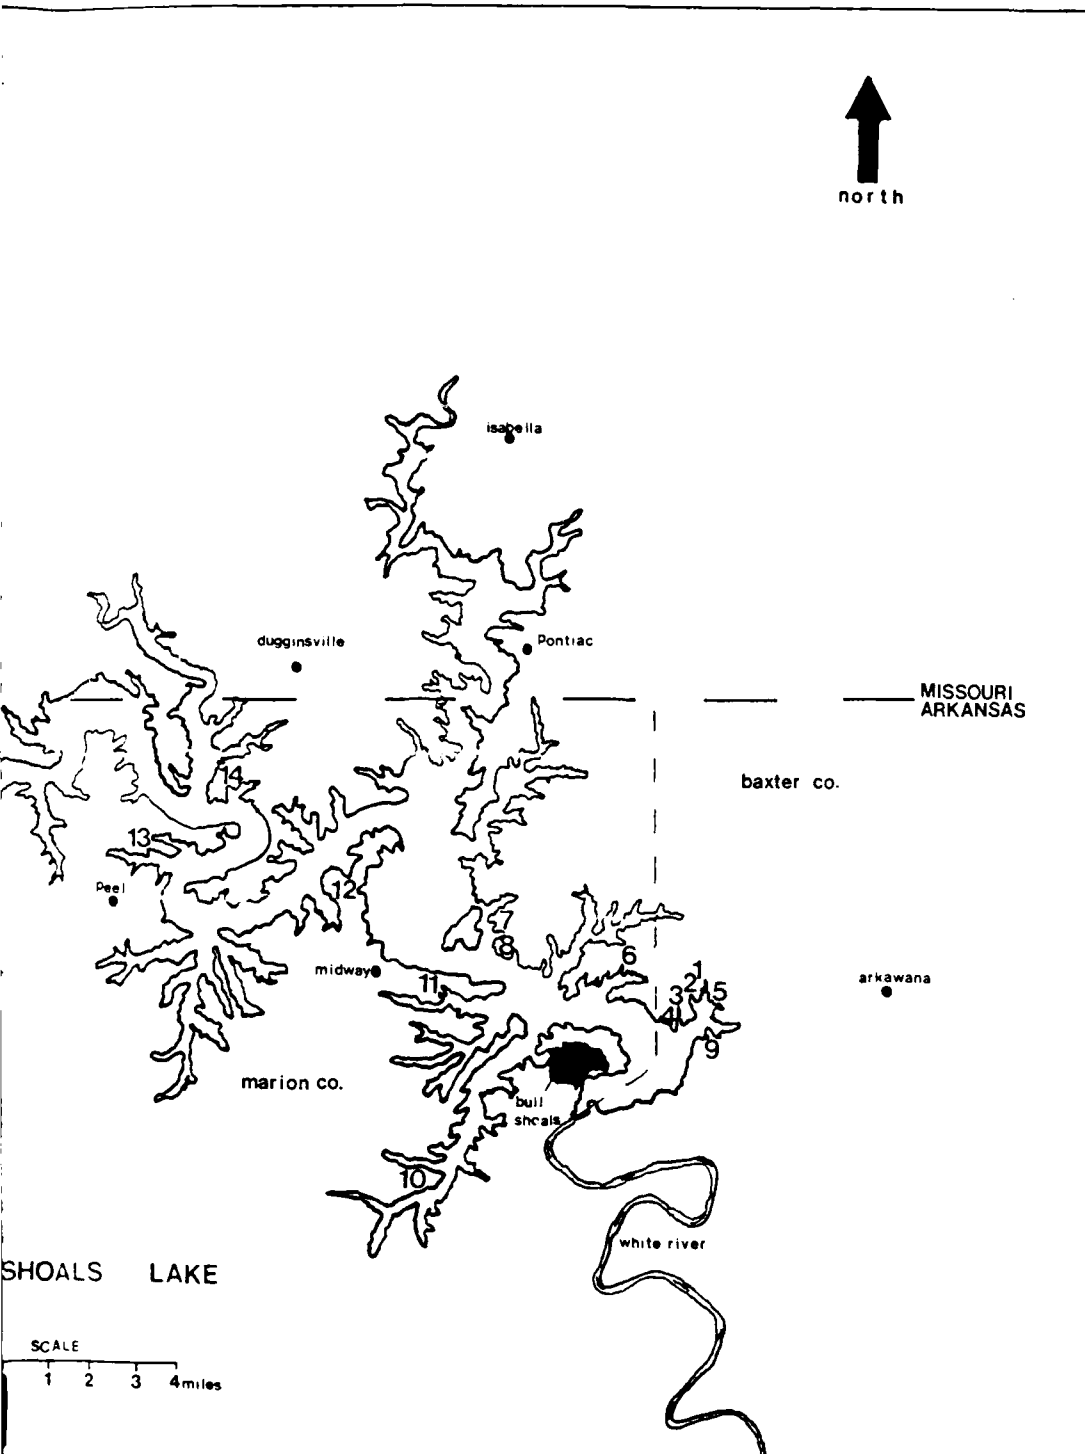 north
isabella
dugginsville
Pontiac
MISSOURI
ARKANSAS
14
baxter co.
13
Peel
12
7
8
6
midway
11
1
2
3
5
4
arkawana
9
marion co.
bull
shoals
10
white river
SHOALS LAKE
SCALE
1 2 3 4 miles